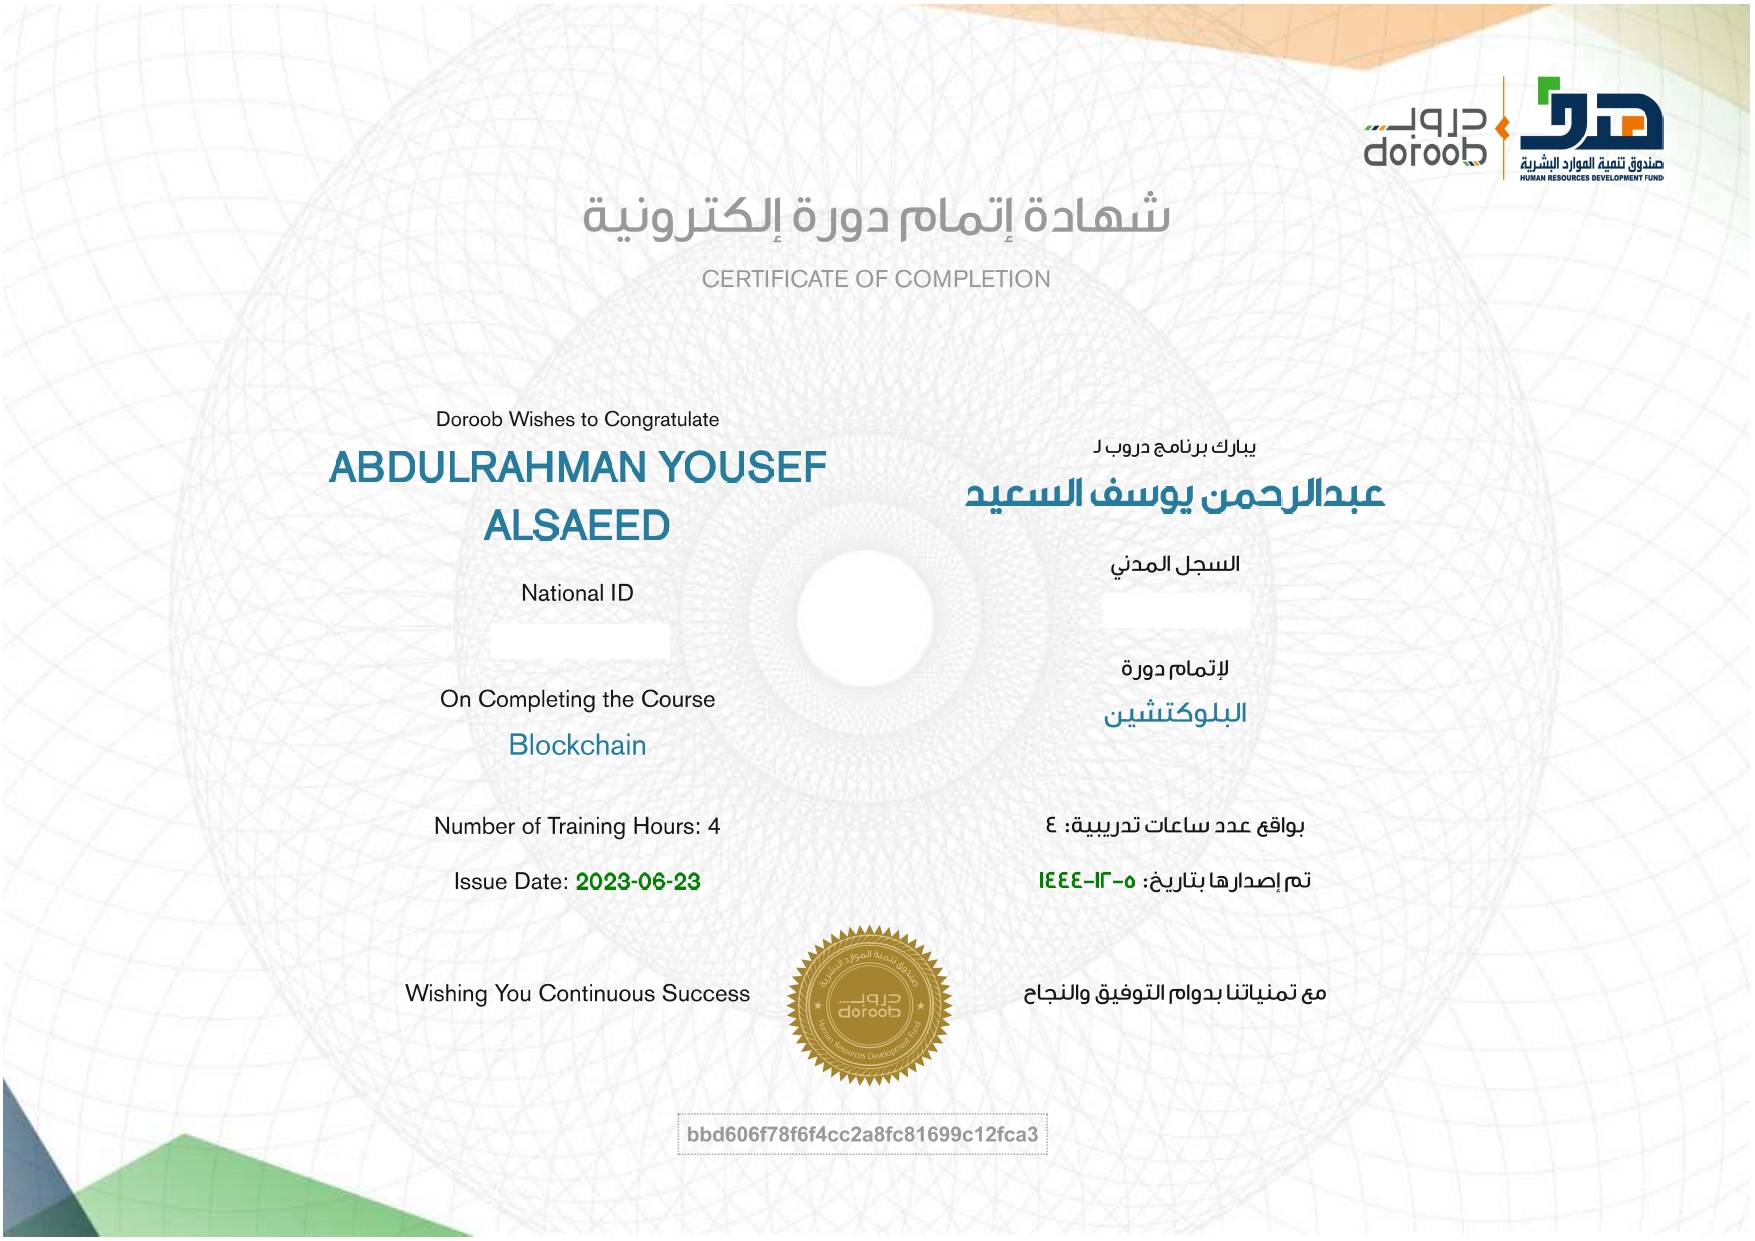 دروب
doroob
هدف
صندوق تنمية الموارد البشرية
HUMAN RESOURCES DEVELOPMENT FUND
شهادة إتمام دورة إلكترونية
CERTIFICATE OF COMPLETION
Doroob Wishes to Congratulate
ABDULRAHMAN YOUSEF
ALSAEED
National ID
On Completing the Course
Blockchain
Number of Training Hours: 4
Issue Date: 2023-06-23
Wishing You Continuous Success
يبارك برنامج دروب لـ
عبدالرحمن يوسف السعيد
السجل المدني
لإتمام دورة
البلوكتشين
بواقع عدد ساعات تدريبية: ٤
تم إصدارها بتاريخ: ٥-١٢-١٤٤٤
مع تمنياتنا بدوام التوفيق والنجاح
صندوق تنمية الموارد البشرية
دروب
doroob
Human Resources Development Fund
bbd606f78f6f4cc2a8fc81699c12fca3